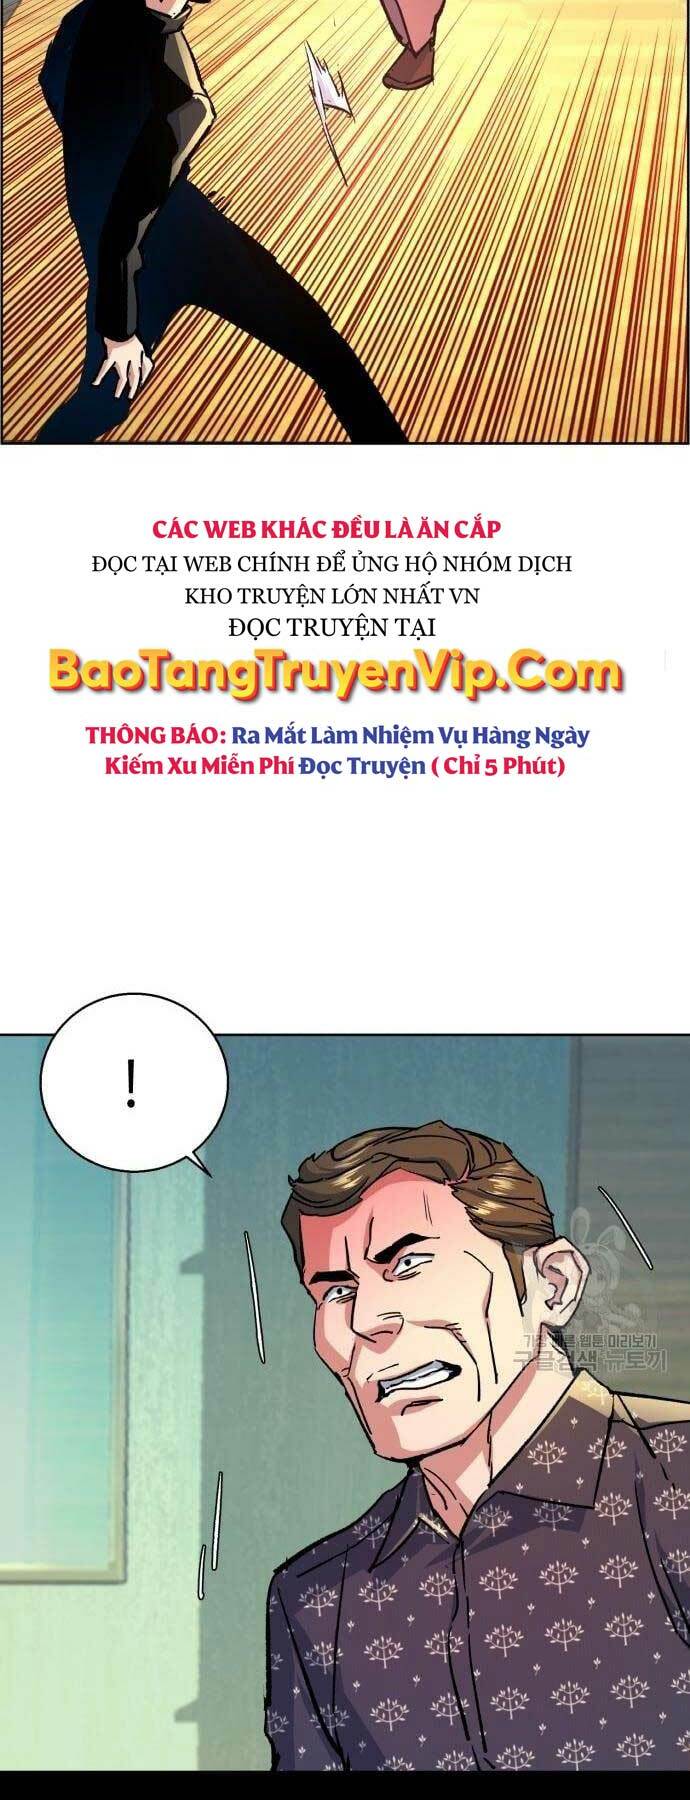 CÁC WEB KHÁC ĐỀU LÀ ĂN CẮP
ĐỌC TẠI WEB CHÍNH ĐỂ ỦNG HỘ NHÓM DỊCH
KHO TRUYỆN LỚN NHẤT VN
ĐỌC TRUYỆN TẠI
BaoTangTruyenVip.Com
THÔNG BÁO: Ra Mắt Làm Nhiệm Vụ Hàng Ngày
Kiếm Xu Miễn Phí Đọc Truyện ( Chỉ 5 Phút)
!
가장 빠른 웹툰 미리보기
구글검색 뉴토끼